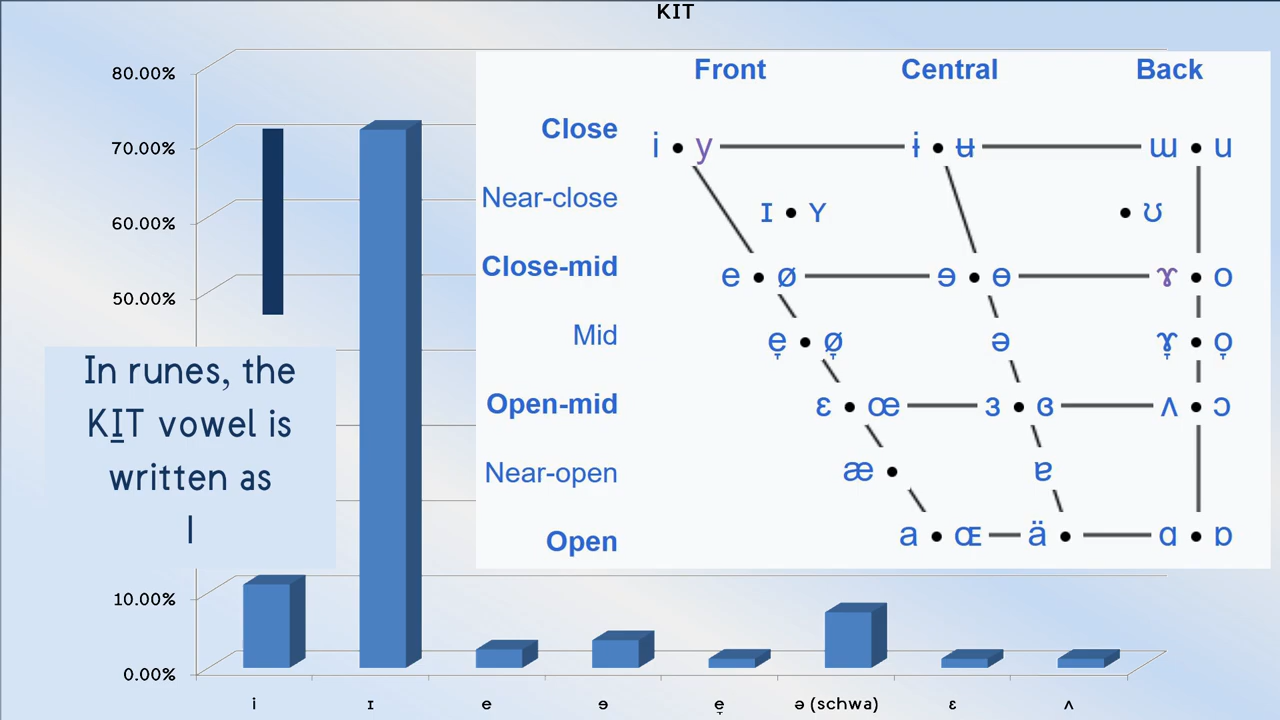 KIT
80.00%
70.00%
60.00%
50.00%
10.00%
0.00%
In runes, the
KIT vowel is
written as
ᛁ
Front Central Back
Close i • y ɨ • ʉ ɯ • u
Near-close ɪ • ʏ • ʊ
Close-mid e • ø ɘ • ɵ ɤ • o
Mid e̞ • ø̞ ə ɤ̞ • o̞
Open-mid ɛ • œ ɜ • ɞ ʌ • ɔ
Near-open æ • ɐ
Open a • ɶ ä • ɑ • ɒ
i ɪ e ɘ e̞ ə (schwa) ɛ ʌ